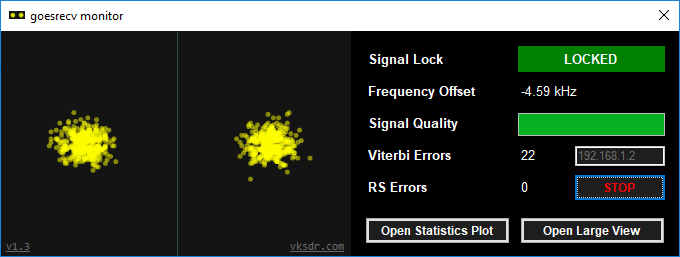 goesrecv monitor
Signal Lock LOCKED
Frequency Offset -4.59 kHz
Signal Quality
Viterbi Errors 22 192.168.1.2
RS Errors 0 STOP
v1.3 vksdr.com
Open Statistics Plot Open Large View